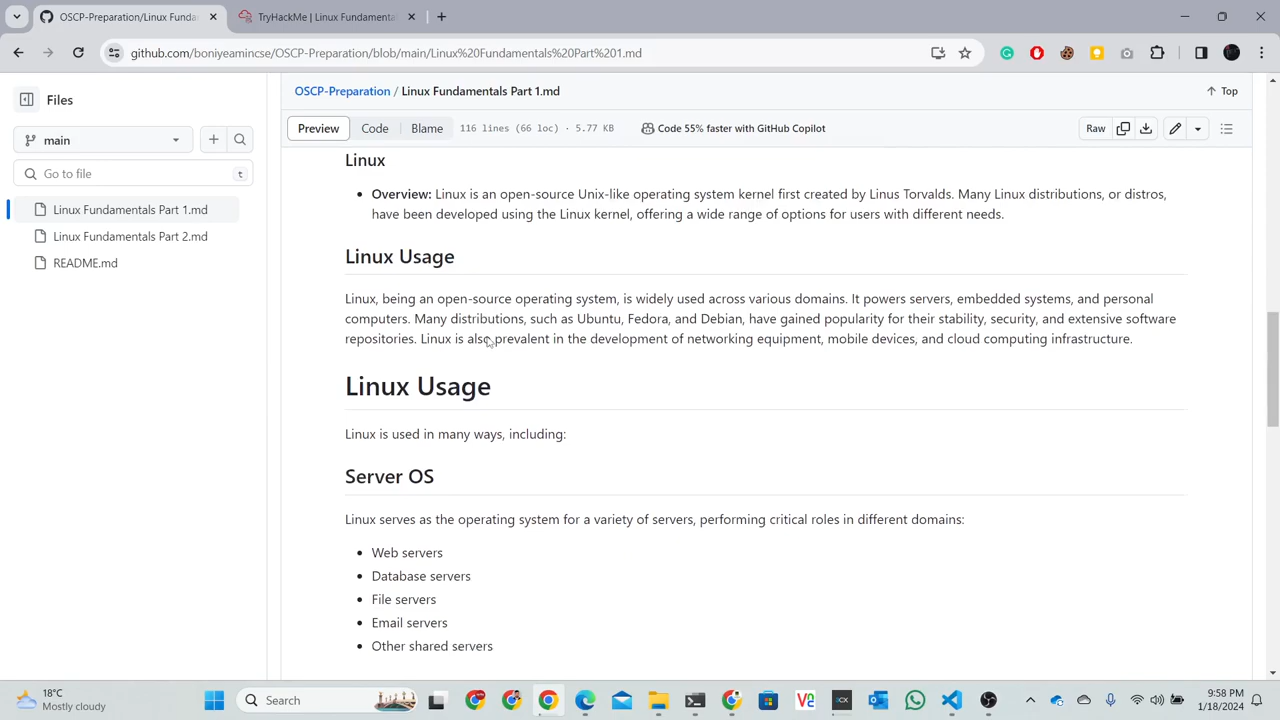 OSCP-Preparation/Linux Fundam
TryHackMe | Linux Fundamenta
github.com/boniyeamincse/OSCP-Preparation/blob/main/Linux%20Fundamentals%20Part%201.md
Files
OSCP-Preparation / Linux Fundamentals Part 1.md
Top
main
Preview
Code
Blame
116 lines (66 loc) · 5.77 KB
Code 55% faster with GitHub Copilot
Raw
Go to file
t
Linux Fundamentals Part 1.md
Linux Fundamentals Part 2.md
README.md
Linux
• Overview: Linux is an open-source Unix-like operating system kernel first created by Linus Torvalds. Many Linux distributions, or distros,
have been developed using the Linux kernel, offering a wide range of options for users with different needs.
Linux Usage
Linux, being an open-source operating system, is widely used across various domains. It powers servers, embedded systems, and personal
computers. Many distributions, such as Ubuntu, Fedora, and Debian, have gained popularity for their stability, security, and extensive software
repositories. Linux is also prevalent in the development of networking equipment, mobile devices, and cloud computing infrastructure.
Linux Usage
Linux is used in many ways, including:
Server OS
Linux serves as the operating system for a variety of servers, performing critical roles in different domains:
• Web servers
• Database servers
• File servers
• Email servers
• Other shared servers
18°C
Mostly cloudy
Search
9:58 PM
1/18/2024